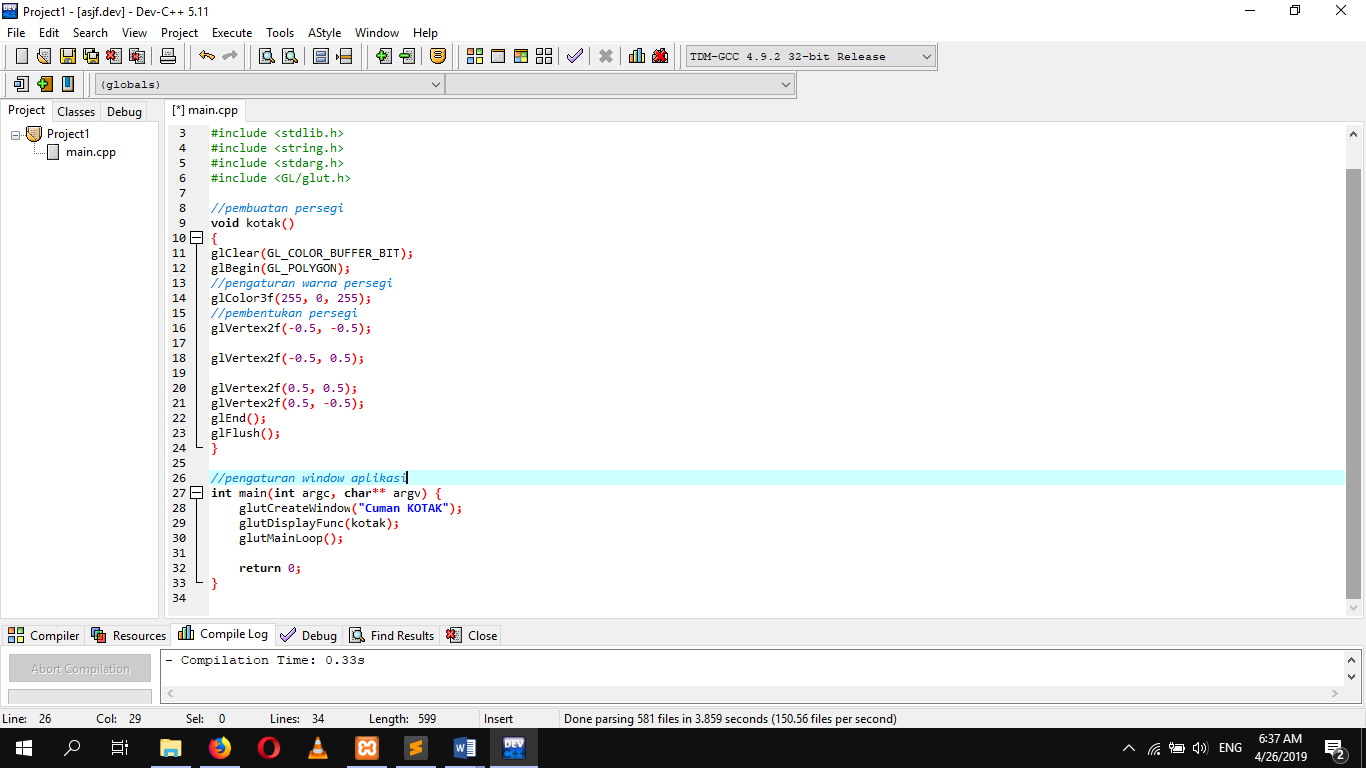 Project1 - [asjf.dev] - Dev-C++ 5.11
File Edit Search View Project Execute Tools AStyle Window Help
TDM-GCC 4.9.2 32-bit Release
(globals)
Project Classes Debug
[*] main.cpp
Project1
main.cpp
3 #include <stdlib.h>
4 #include <string.h>
5 #include <stdarg.h>
6 #include <GL/glut.h>
7
8 //pembuatan persegi
9 void kotak()
10 {
11 glClear(GL_COLOR_BUFFER_BIT);
12 glBegin(GL_POLYGON);
13 //pengaturan warna persegi
14 glColor3f(255, 0, 255);
15 //pembentukan persegi
16 glVertex2f(-0.5, -0.5);
17
18 glVertex2f(-0.5, 0.5);
19
20 glVertex2f(0.5, 0.5);
21 glVertex2f(0.5, -0.5);
22 glEnd();
23 glFlush();
24 }
25
26 //pengaturan window aplikasi
27 int main(int argc, char** argv) {
28 glutCreateWindow("Cuman KOTAK");
29 glutDisplayFunc(kotak);
30 glutMainLoop();
31
32 return 0;
33 }
34
Compiler Resources Compile Log Debug Find Results Close
Abort Compilation
- Compilation Time: 0.33s
Line: 26 Col: 29 Sel: 0 Lines: 34 Length: 599 Insert Done parsing 581 files in 3.859 seconds (150.56 files per second)
DEV
ENG
6:37 AM
4/26/2019
2